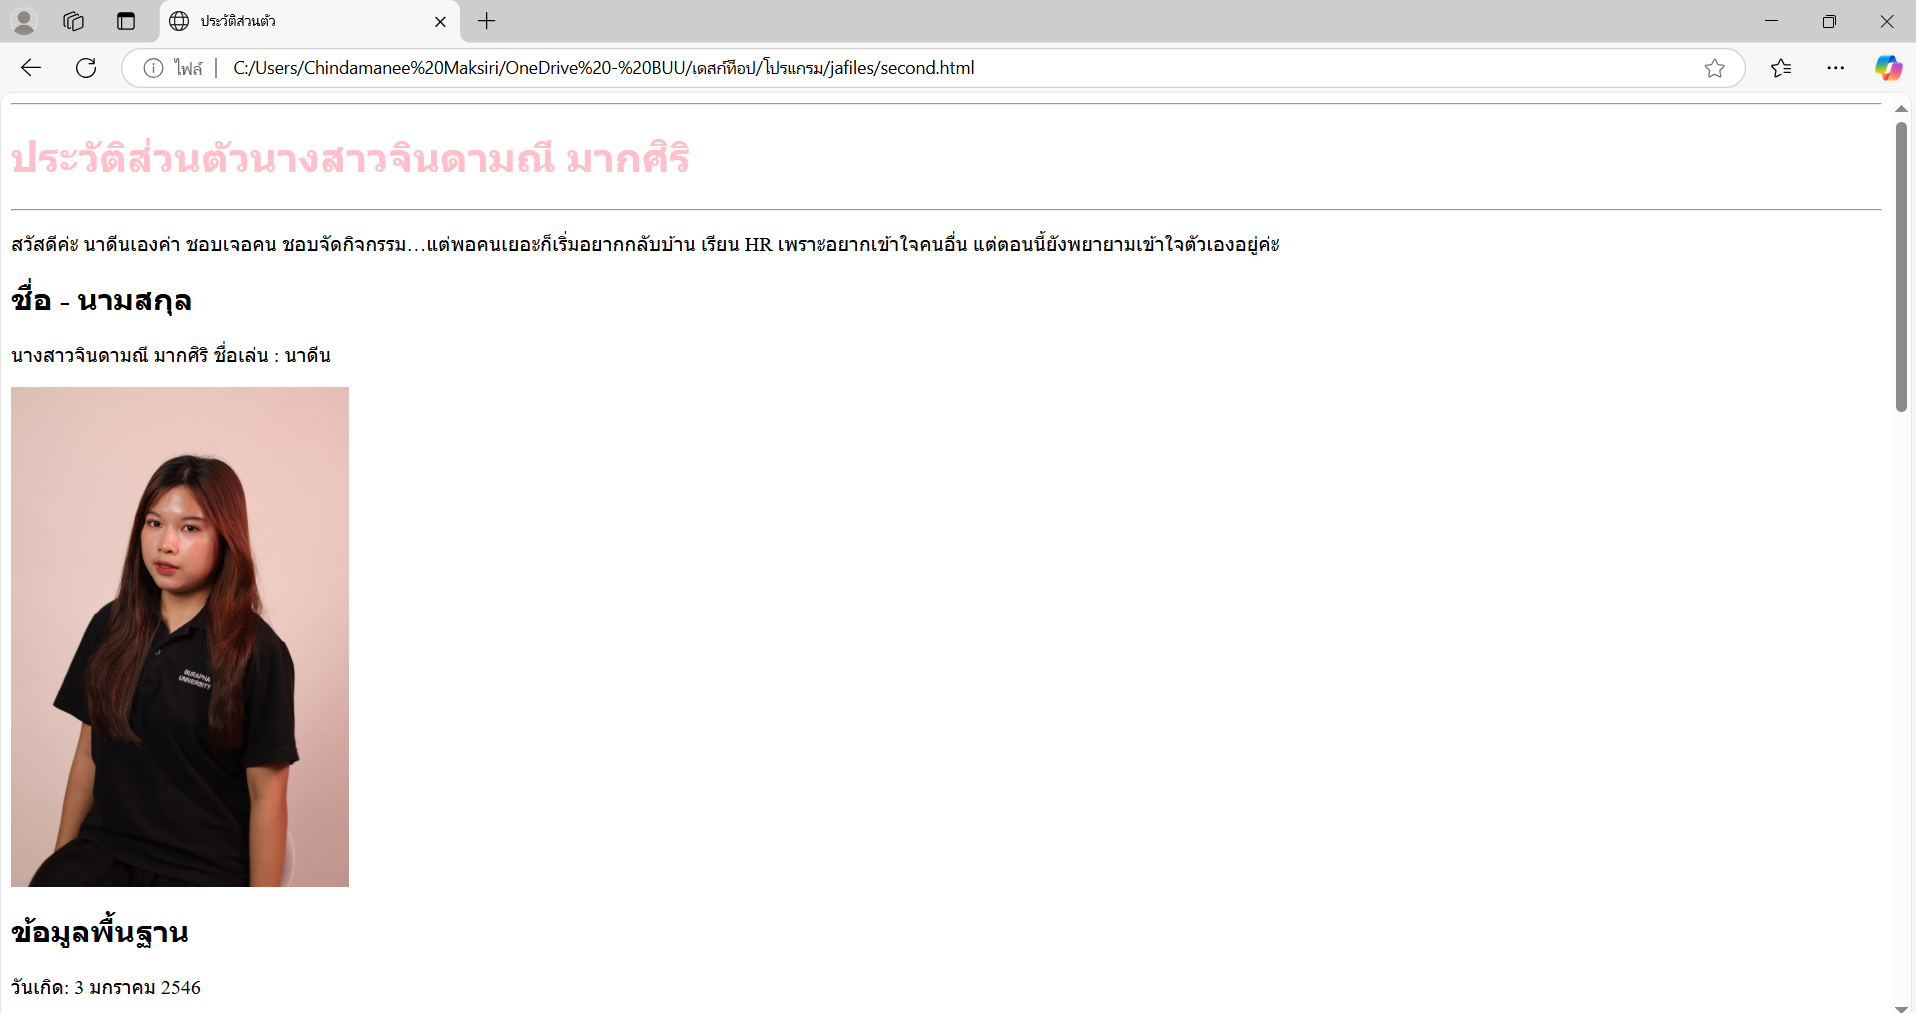 ประวัติส่วนตัว
ไฟล์ | C:/Users/Chindamanee%20Maksiri/OneDrive%20-%20BUU/เดสก์ท็อป/โปรแกรม/jafiles/second.html
ประวัติส่วนตัวนางสาวจินดามณี มากศิริ
สวัสดีค่ะ นาดีนเองค่า ชอบเจอคน ชอบจัดกิจกรรม…แต่พอคนเยอะก็เริ่มอยากกลับบ้าน เรียน HR เพราะอยากเข้าใจคนอื่น แต่ตอนนี้ยังพยายามเข้าใจตัวเองอยู่ค่ะ
ชื่อ - นามสกุล
นางสาวจินดามณี มากศิริ ชื่อเล่น : นาดีน
BURAPHA
UNIVERSITY
ข้อมูลพื้นฐาน
วันเกิด: 3 มกราคม 2546